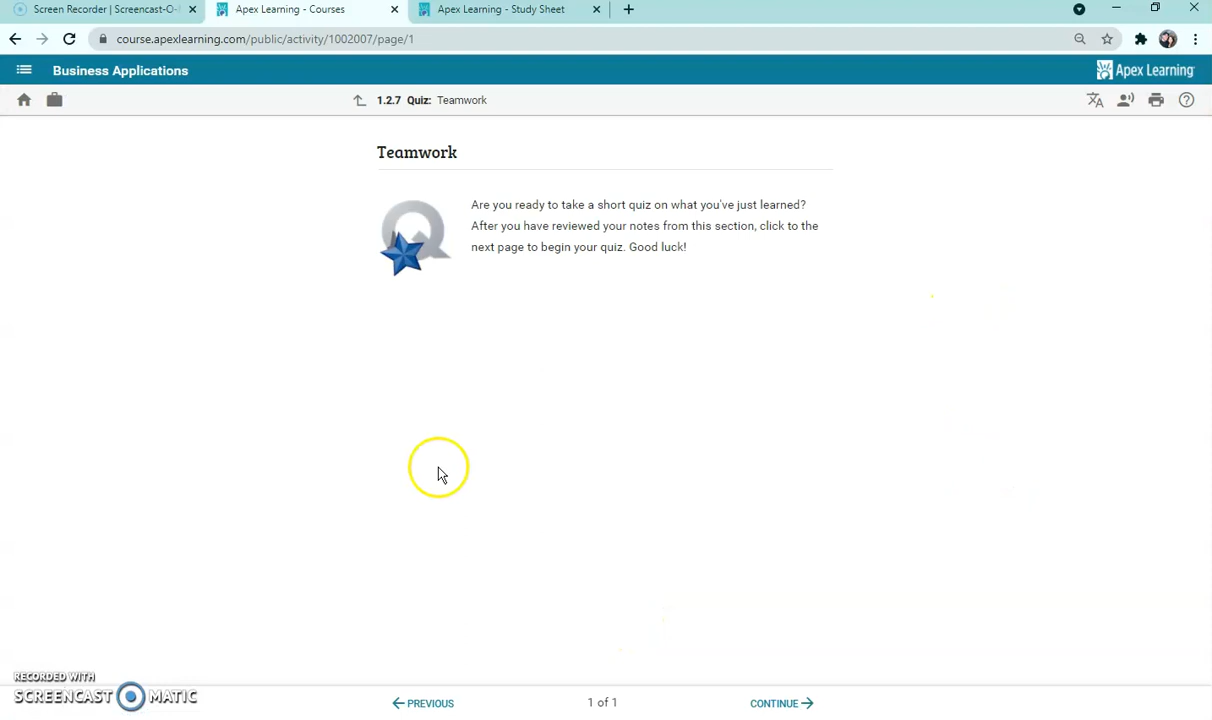 Screen Recorder | Screencast-O-
Apex Learning - Courses
Apex Learning - Study Sheet
course.apexlearning.com/public/activity/1002007/page/1
Business Applications
Apex Learning
1.2.7 Quiz: Teamwork
Teamwork
Are you ready to take a short quiz on what you've just learned?
After you have reviewed your notes from this section, click to the
next page to begin your quiz. Good luck!
RECORDED WITH
SCREENCAST MATIC
PREVIOUS
1 of 1
CONTINUE